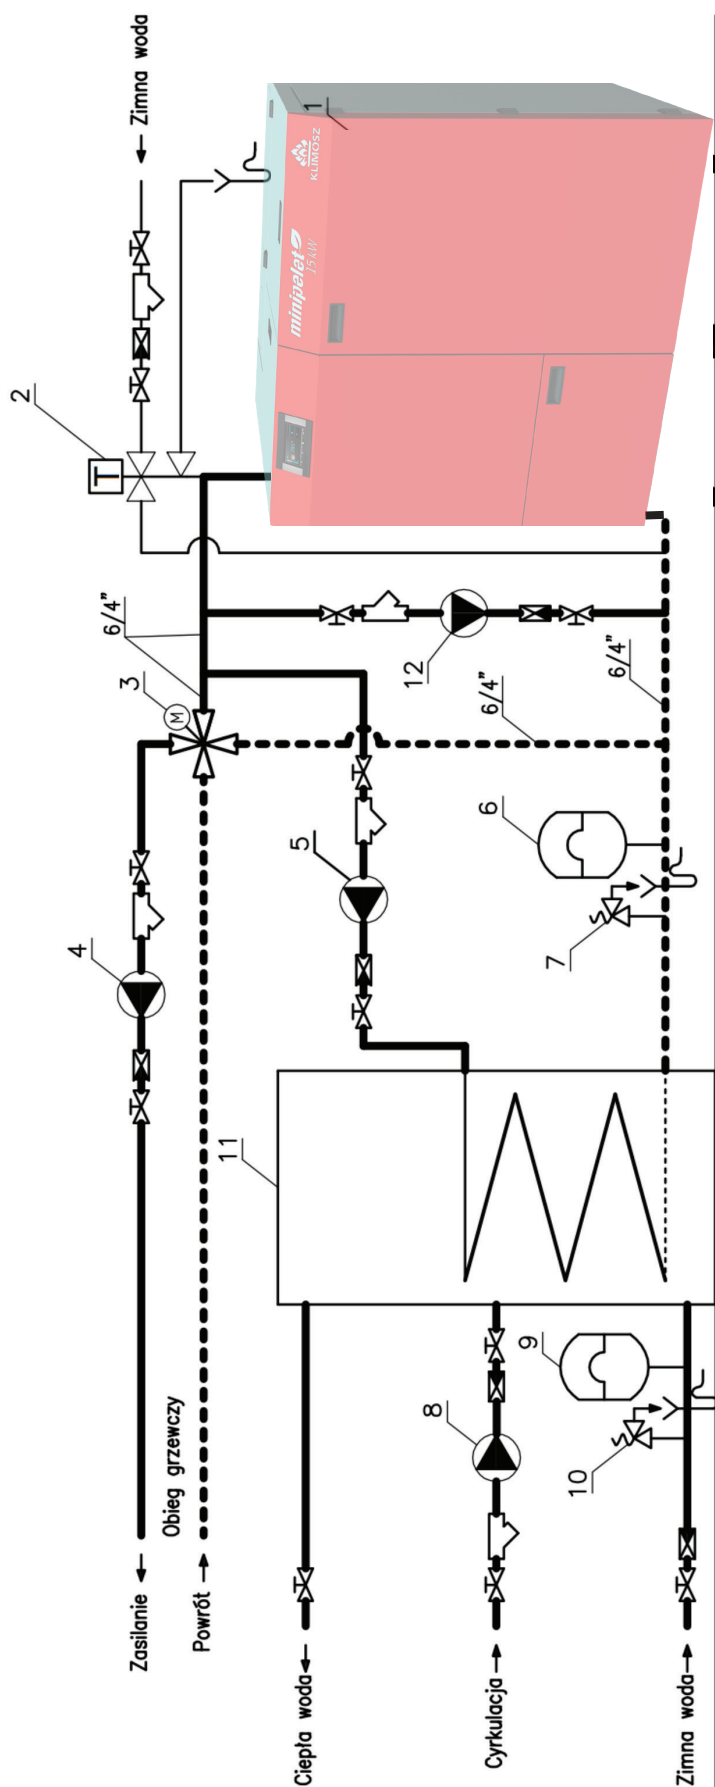 Zimna woda
2
1
KLIMOSZ
minipelet
15 kW
T
6/4"
3
M
12
6/4"
6/4"
4
5
6
7
11
Obieg grzewczy
Zasilanie
Powrót
8
9
10
Ciepła woda
Cyrkulacja
Zimna woda